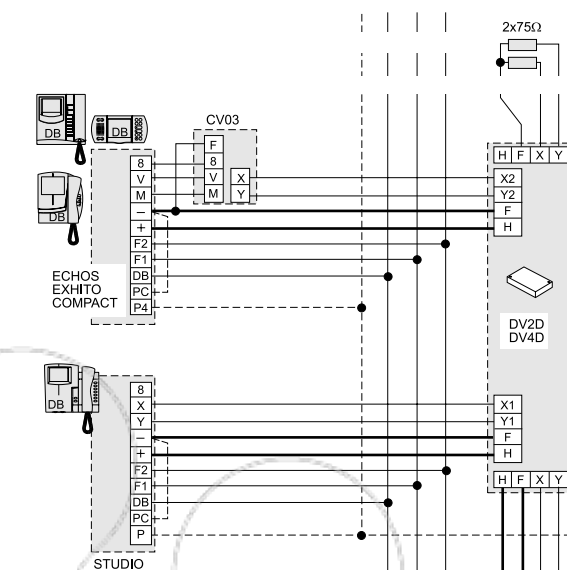 2x75Ω
DB
DB
CV03
F
8
V
M
X
Y
H F X Y
8
V
M
–
+
F2
F1
DB
PC
P4
X2
Y2
F
H
DB
ECHOS
EXHITO
COMPACT
DV2D
DV4D
DB
8
X
Y
–
+
F2
F1
DB
PC
P
X1
Y1
F
H
H F X Y
STUDIO